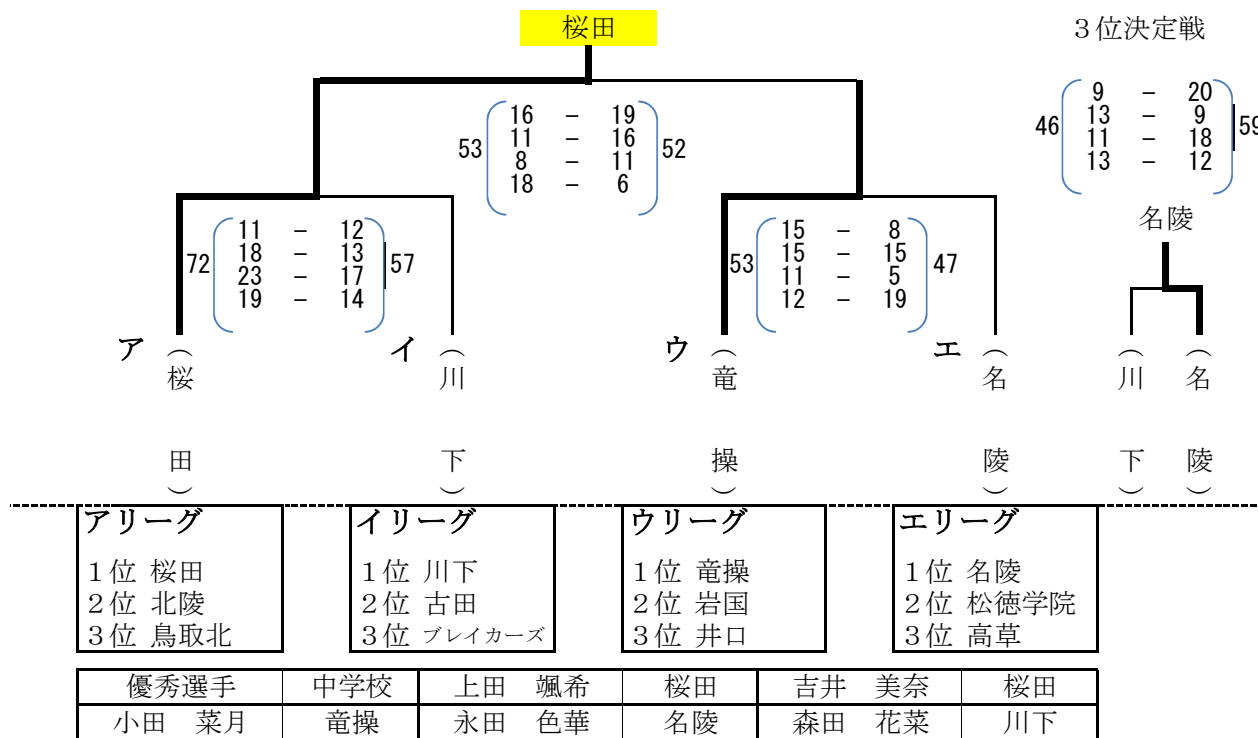 桜田
３位決定戦
53
16 － 19
11 － 16
8 － 11
18 － 6
52
46
9 － 20
13 － 9
11 － 18
13 － 12
59
名陵
72
11 － 12
18 － 13
23 － 17
19 － 14
57
53
15 － 8
15 － 15
11 － 5
12 － 19
47
ア（桜田）
イ（川下）
ウ（竜操）
エ（名陵）
（川下）
（名陵）
アリーグ
１位 桜田
２位 北陵
３位 鳥取北
イリーグ
１位 川下
２位 古田
３位 ブレイカーズ
ウリーグ
１位 竜操
２位 岩国
３位 井口
エリーグ
１位 名陵
２位 松徳学院
３位 高草
優秀選手 中学校 上田 颯希 桜田 吉井 美奈 桜田
小田 菜月 竜操 永田 色華 名陵 森田 花菜 川下